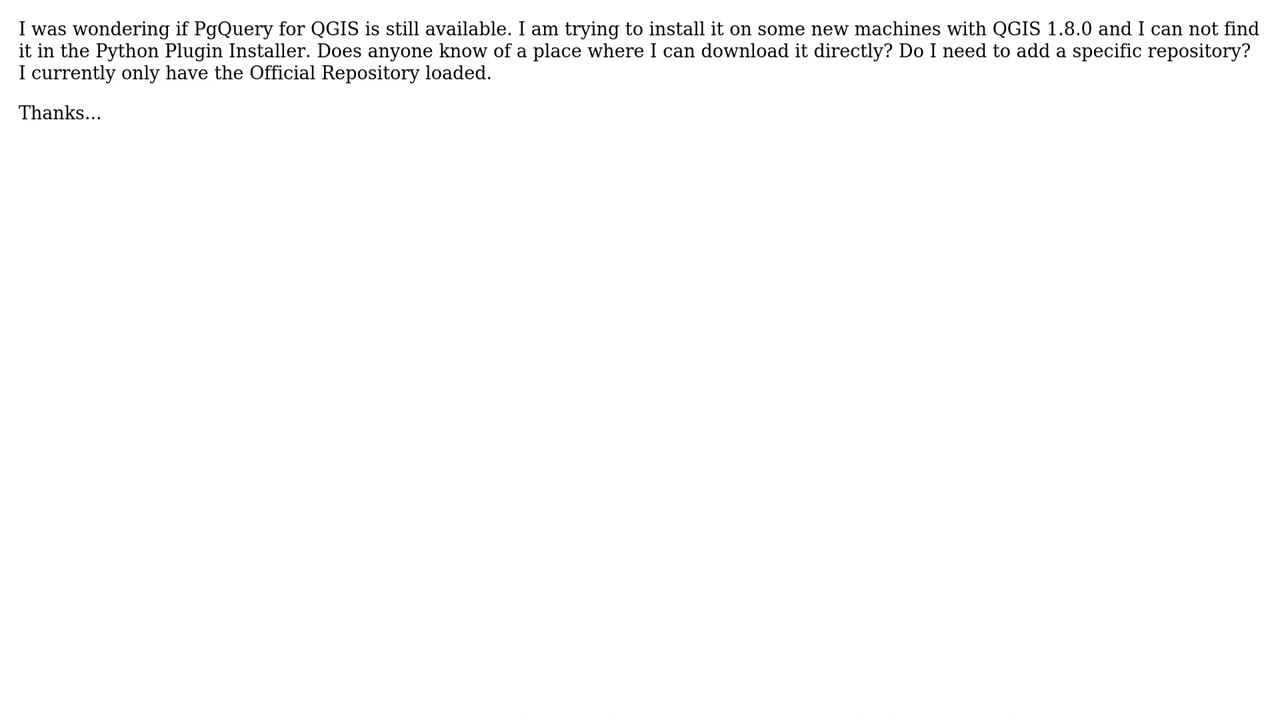 I was wondering if PgQuery for QGIS is still available. I am trying to install it on some new machines with QGIS 1.8.0 and I can not find
it in the Python Plugin Installer. Does anyone know of a place where I can download it directly? Do I need to add a specific repository?
I currently only have the Official Repository loaded.
Thanks...